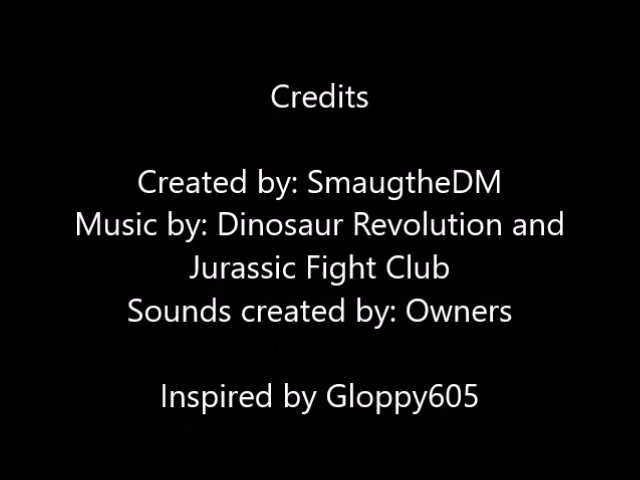 Credits
Created by: SmaugtheDM
Music by: Dinosaur Revolution and
Jurassic Fight Club
Sounds created by: Owners
Inspired by Gloppy605